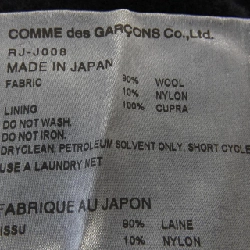 COMME des GARÇONS Co.,Ltd.
RJ-J008
MADE IN JAPAN
FABRIC 90% WOOL
10% NYLON
LINING 100% CUPRA
DO NOT WASH.
DO NOT IRON.
DRYCLEAN, PETROLEUM SOLVENT ONLY, SHORT CYCLE
USE A LAUNDRY NET
FABRIQUE AU JAPON
ISSU 90% LAINE
10% NYLON